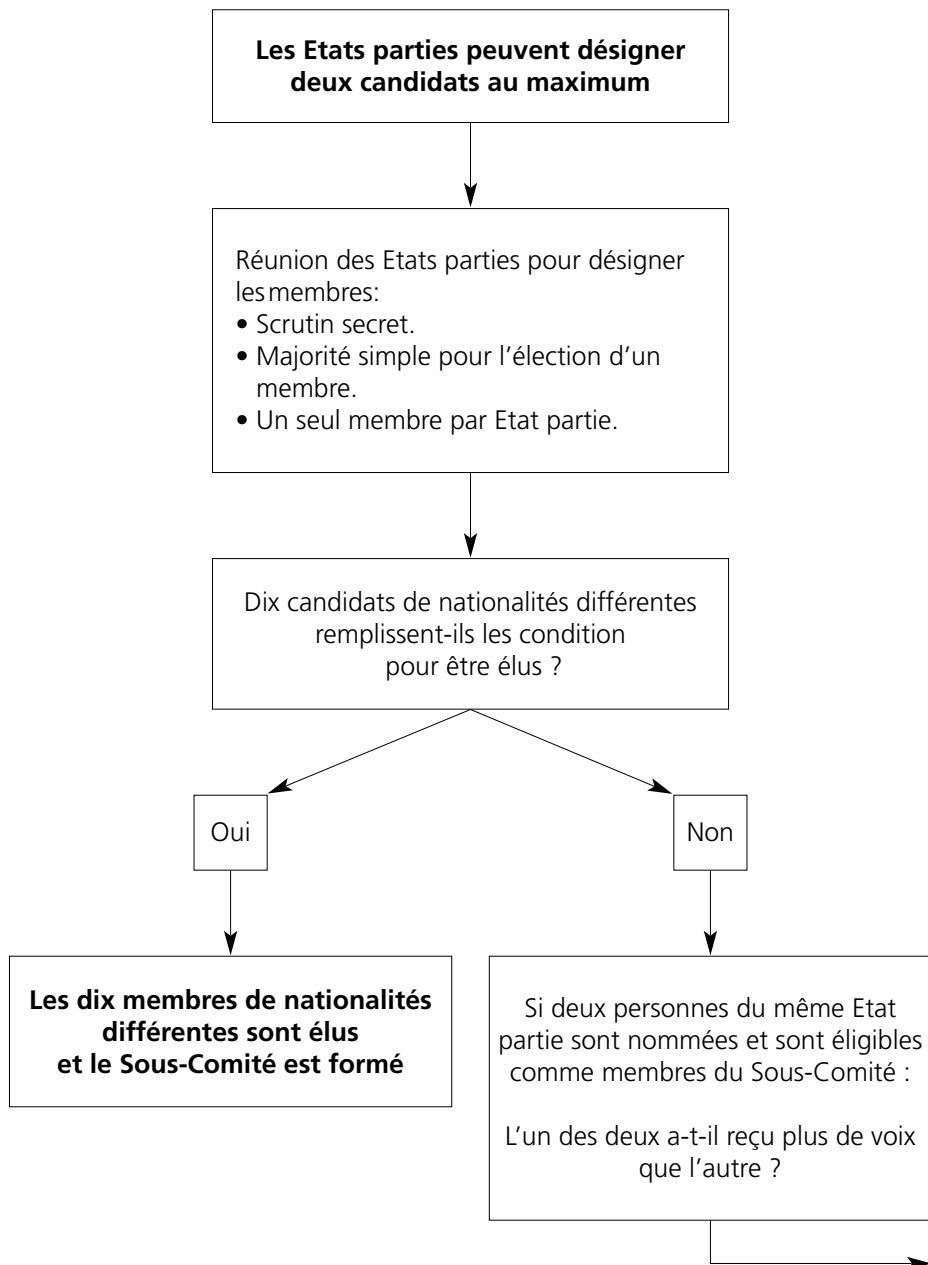 Les Etats parties peuvent désigner
deux candidats au maximum
Réunion des Etats parties pour désigner
les membres:
• Scrutin secret.
• Majorité simple pour l'élection d'un
membre.
• Un seul membre par Etat partie.
Dix candidats de nationalités différentes
remplissent-ils les condition
pour être élus ?
Oui
Non
Les dix membres de nationalités
différentes sont élus
et le Sous-Comité est formé
Si deux personnes du même Etat
partie sont nommées et sont éligibles
comme membres du Sous-Comité :
L'un des deux a-t-il reçu plus de voix
que l'autre ?